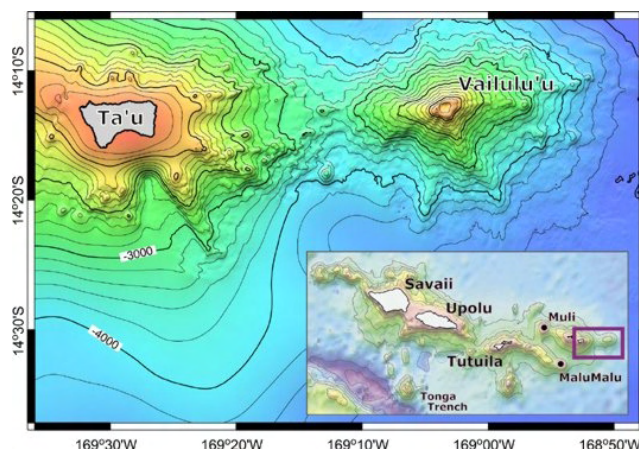 14°10'S
Ta'u
Vailulu'u
14°20'S
-3000
14°30'S
-4000
Savaii
Upolu
Muli
Tutuila
MaluMalu
Tonga
Trench
169°30'W
169°20'W
169°10'W
169°00'W
168°50'W